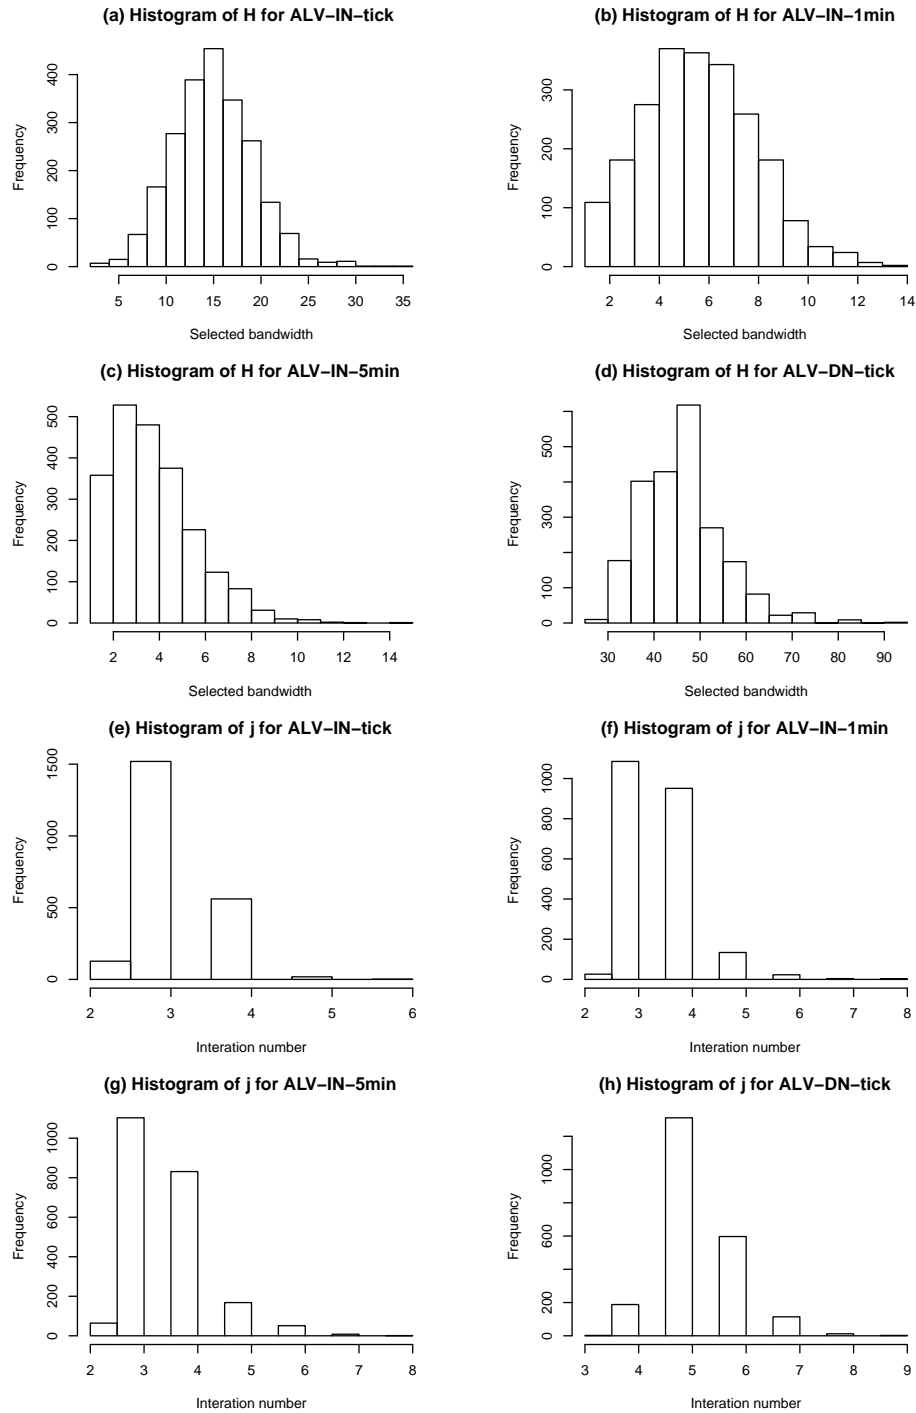 (a) Histogram of H for ALV−IN−tick
Frequency
0 100 200 300 400
5 10 15 20 25 30 35
Selected bandwidth
(b) Histogram of H for ALV−IN−1min
Frequency
0 100 200 300
2 4 6 8 10 12 14
Selected bandwidth
(c) Histogram of H for ALV−IN−5min
Frequency
0 100 200 300 400 500
2 4 6 8 10 12 14
Selected bandwidth
(d) Histogram of H for ALV−DN−tick
Frequency
0 100 300 500
30 40 50 60 70 80 90
Selected bandwidth
(e) Histogram of j for ALV−IN−tick
Frequency
0 500 1000 1500
2 3 4 5 6
Interation number
(f) Histogram of j for ALV−IN−1min
Frequency
0 200 400 600 800 1000
2 3 4 5 6 7 8
Interation number
(g) Histogram of j for ALV−IN−5min
Frequency
0 200 400 600 800 1000
2 3 4 5 6 7 8
Interation number
(h) Histogram of j for ALV−DN−tick
Frequency
0 200 600 1000
3 4 5 6 7 8 9
Interation number